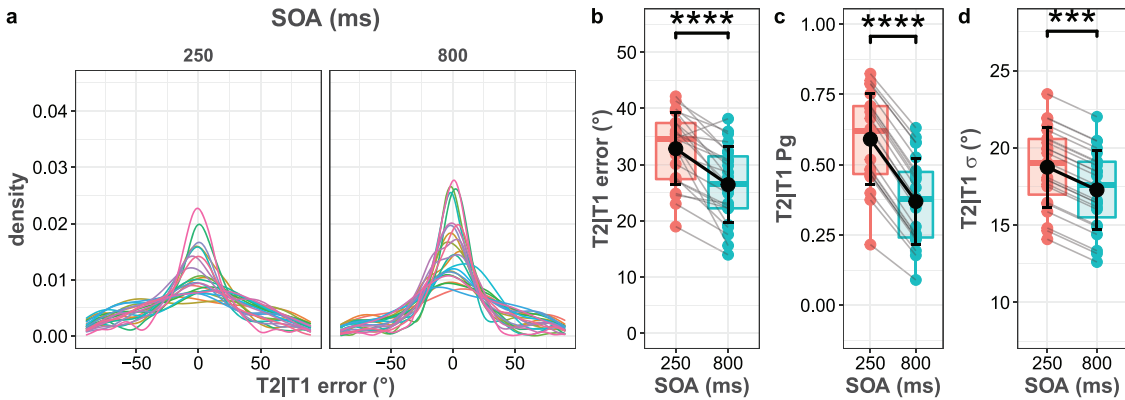 a
SOA (ms)
250
800
density
0.04
0.03
0.02
0.01
0.00
−50
0
50
−50
0
50
T2|T1 error (°)
b
****
T2|T1 error (°)
50
40
30
20
10
0
250
800
SOA (ms)
c
****
T2|T1 Pg
1.00
0.75
0.50
0.25
0.00
250
800
SOA (ms)
d
***
T2|T1 σ (°)
25
20
15
10
250
800
SOA (ms)